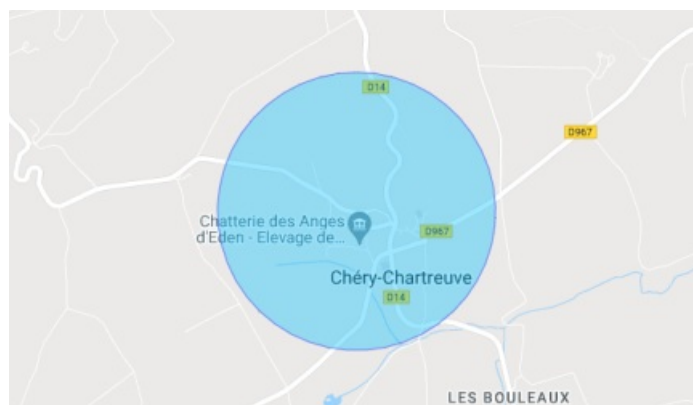 D14
D967
Chatterie des Anges
d'Eden - Elevage de...
D967
Chéry-Chartreuve
D14
LES BOULEAUX